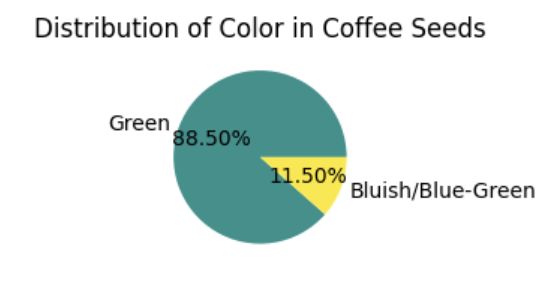 Distribution of Color in Coffee Seeds
Green
88.50%
11.50%
Bluish/Blue-Green